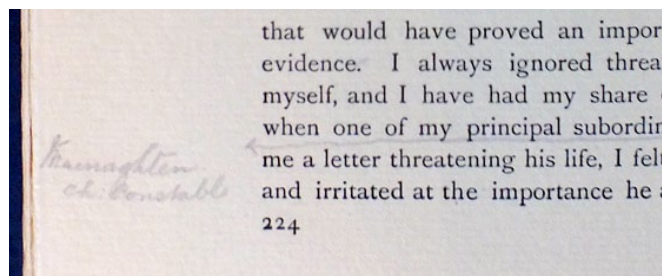 that would have proved an impor
evidence. I always ignored threa
myself, and I have had my share
when one of my principal subordin
me a letter threatening his life, I felt
and irritated at the importance he a
224
Macnaghten
ch: Constable